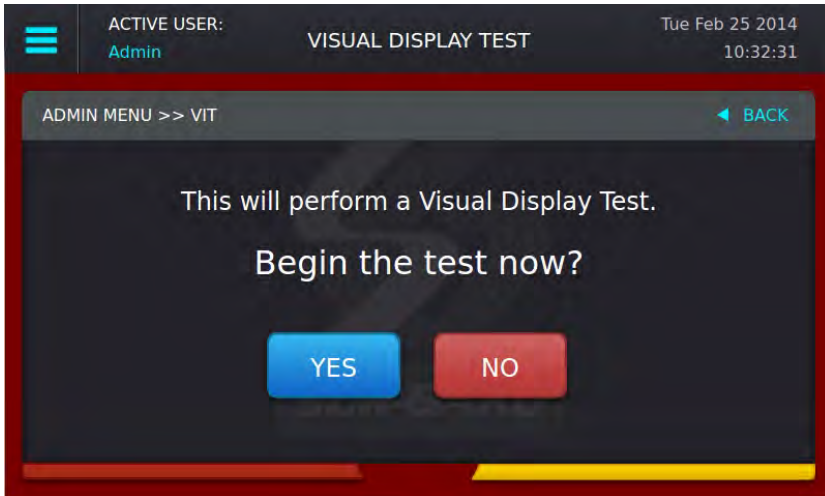 ACTIVE USER:
Admin
VISUAL DISPLAY TEST
Tue Feb 25 2014
10:32:31
ADMIN MENU >> VIT
◄ BACK
This will perform a Visual Display Test.
Begin the test now?
YES
NO